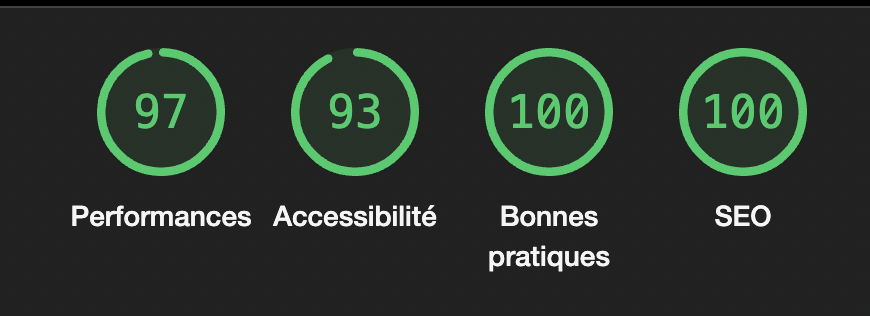 97
93
100
100
Performances
Accessibilité
Bonnes
pratiques
SEO